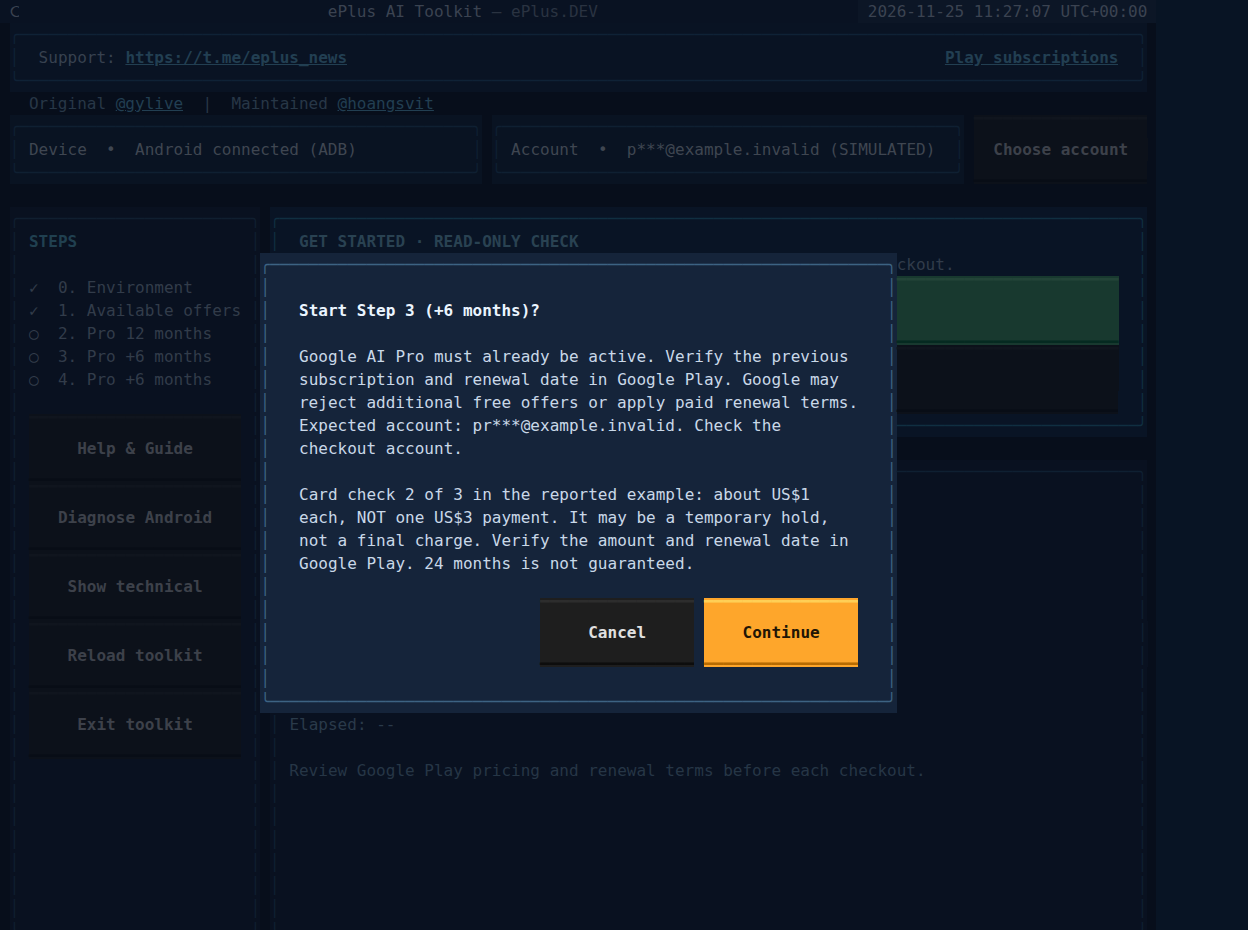 C
ePlus AI Toolkit — ePlus.DEV
2026-11-25 11:27:07 UTC+00:00
Support: https://t.me/eplus_news
Play subscriptions
Original @gylive | Maintained @hoangsvit
Device • Android connected (ADB)
Account • p***@example.invalid (SIMULATED)
Choose account
STEPS
✓ 0. Environment
✓ 1. Available offers
○ 2. Pro 12 months
○ 3. Pro +6 months
○ 4. Pro +6 months
Help & Guide
Diagnose Android
Show technical
Reload toolkit
Exit toolkit
GET STARTED · READ-ONLY CHECK
ckout.
Start Step 3 (+6 months)?
Google AI Pro must already be active. Verify the previous
subscription and renewal date in Google Play. Google may
reject additional free offers or apply paid renewal terms.
Expected account: pr***@example.invalid. Check the
checkout account.
Card check 2 of 3 in the reported example: about US$1
each, NOT one US$3 payment. It may be a temporary hold,
not a final charge. Verify the amount and renewal date in
Google Play. 24 months is not guaranteed.
Cancel
Continue
Elapsed: --
Review Google Play pricing and renewal terms before each checkout.